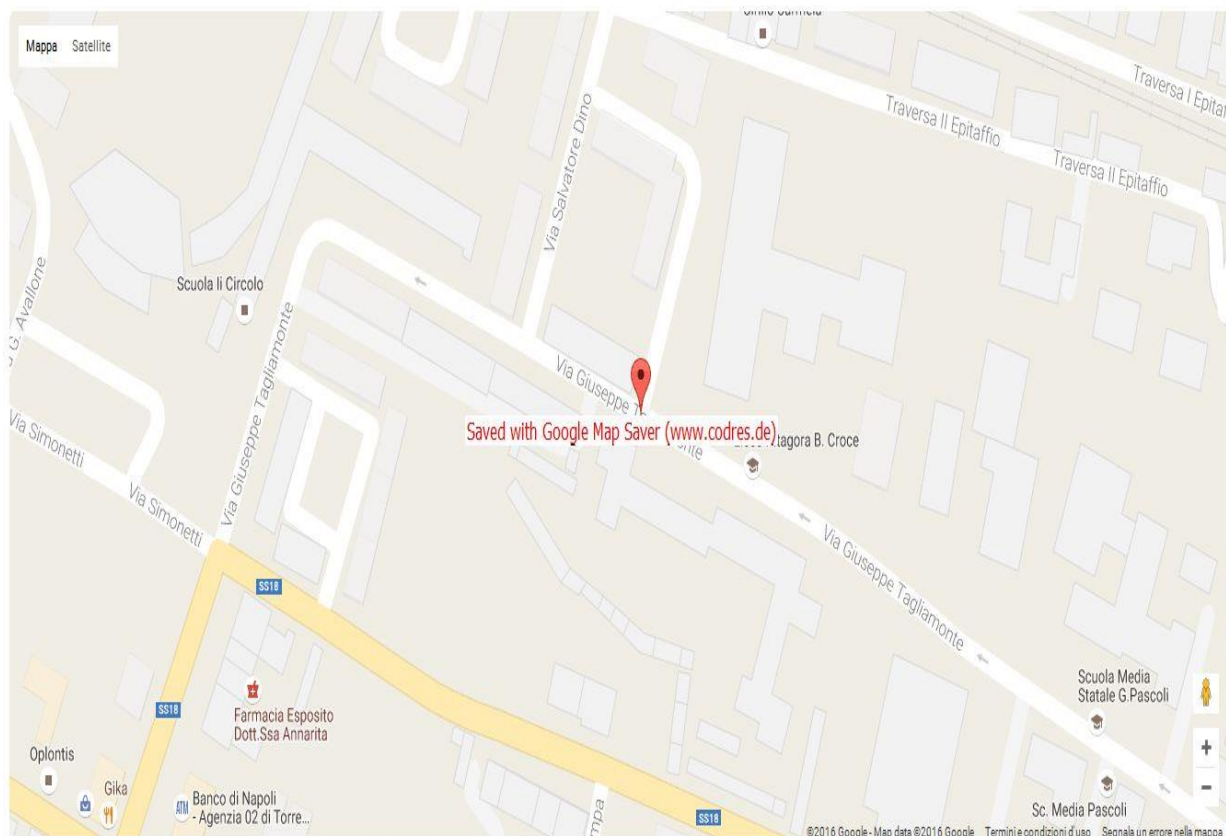 Mappa Satellite
Traversa I
Traversa II Epitaffio
Traversa II Epitaffio
Via Salvatore Dino
Scuola Ii Circolo
G. Avallone
Via Giuseppe Tagliamonte
Via Giuseppe
Saved with Google Map Saver (www.codres.de)
B. Croce
Via Simonetti
Via Simonetti
Via Giuseppe Tagliamonte
SS18
Scuola Media
Statale G.Pascoli
SS18
Farmacia Esposito
Dott.Ssa Annarita
Oplontis
Gika
ATM
Banco di Napoli
- Agenzia 02 di Torre...
SS18
+
−
Sc. Media Pascoli
©2016 Google - Map data ©2016 Google Termini e condizioni d'uso Segnala un errore nella mappa